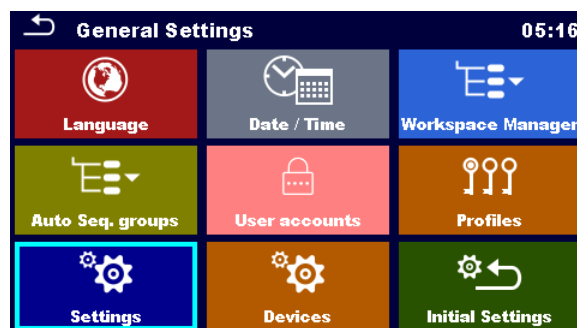 General Settings 05:16
Language Date / Time Workspace Manager
Auto Seq. groups User accounts Profiles
Settings Devices Initial Settings